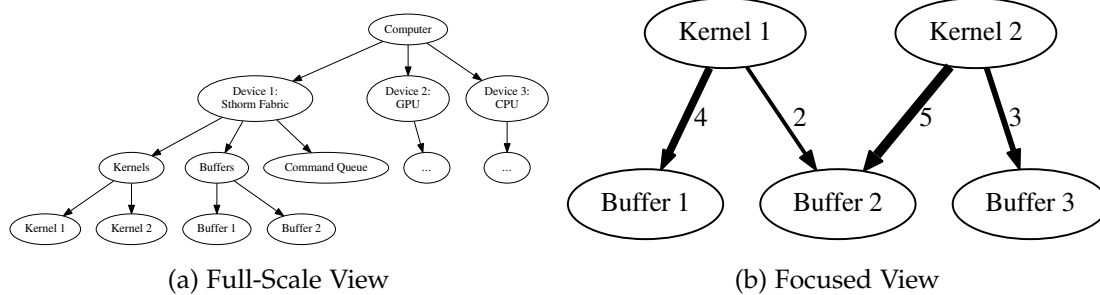 Computer
Device 1:
Sthorm Fabric
Device 2:
GPU
Device 3:
CPU
Kernels
Buffers
Command Queue
...
...
Kernel 1
Kernel 2
Buffer 1
Buffer 2
(a) Full-Scale View
Kernel 1
Kernel 2
4
2
5
3
Buffer 1
Buffer 2
Buffer 3
(b) Focused View